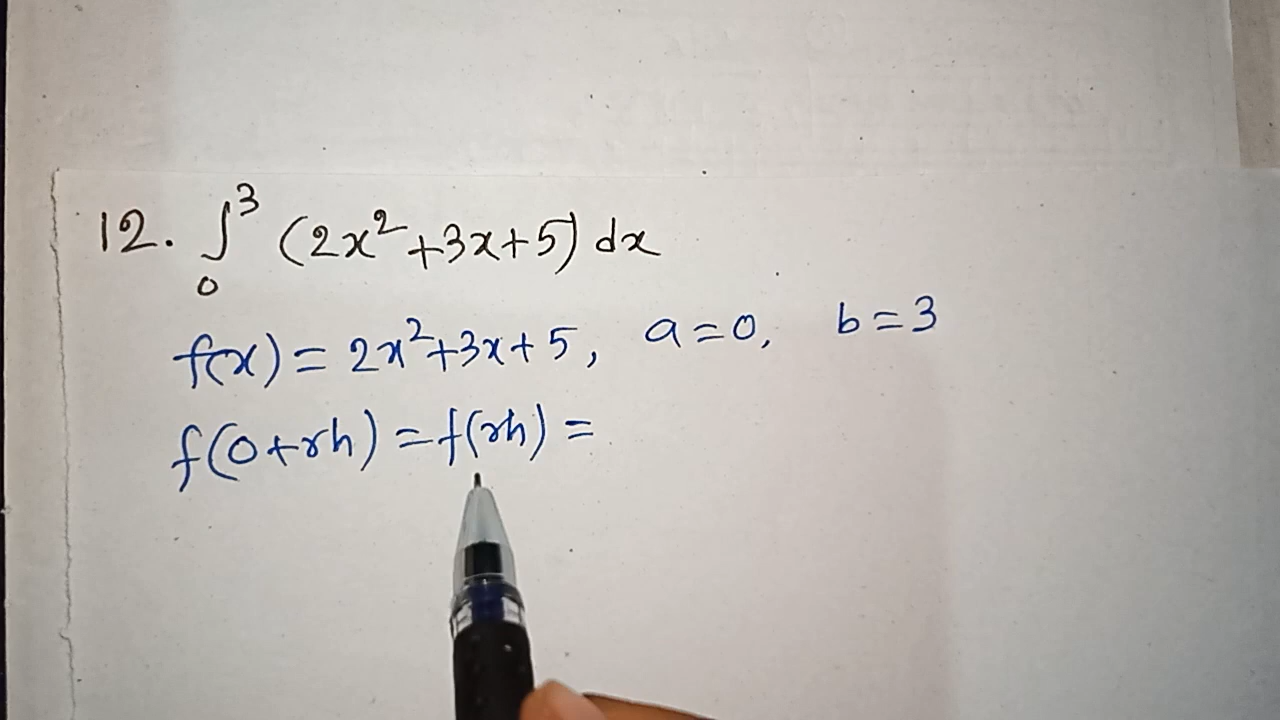 12. ∫₀³ (2x²+3x+5) dx
f(x) = 2x²+3x+5, a=0, b=3
f(0+rh) = f(rh) =